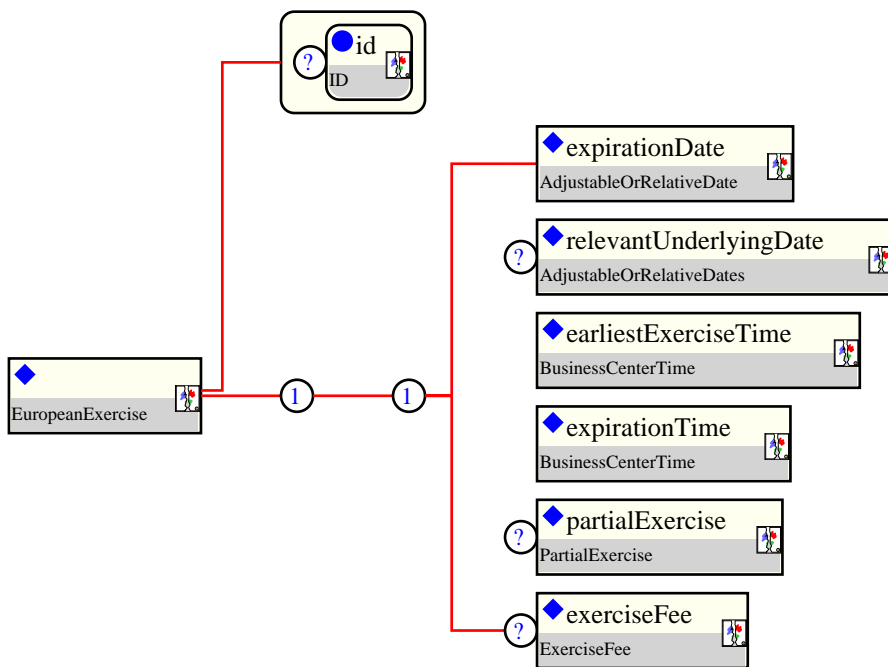 id
?
ID
expirationDate
AdjustableOrRelativeDate
relevantUnderlyingDate
?
AdjustableOrRelativeDates
earliestExerciseTime
BusinessCenterTime
EuropeanExercise
1
1
expirationTime
BusinessCenterTime
partialExercise
?
PartialExercise
exerciseFee
?
ExerciseFee